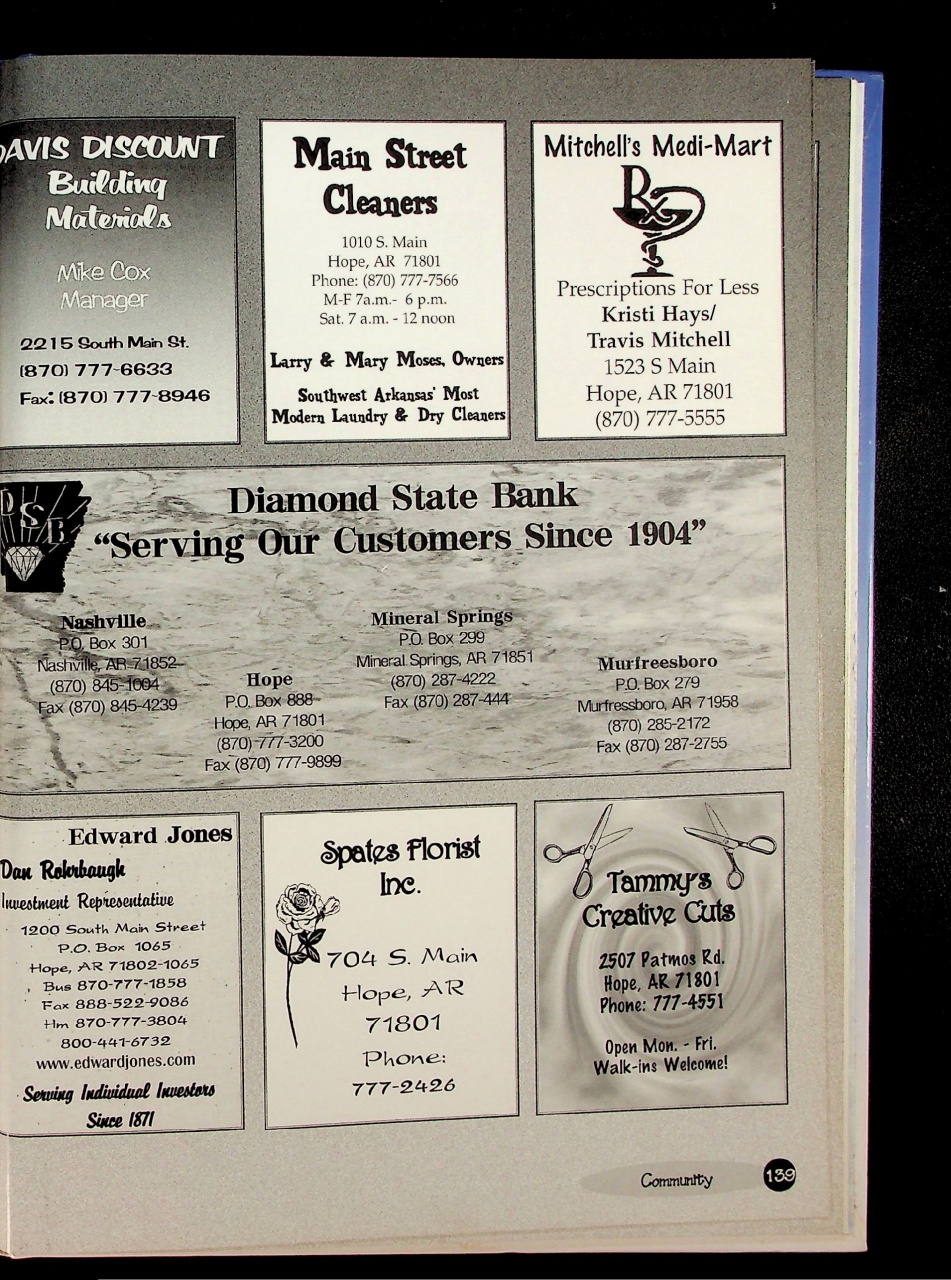 DAVIS DISCOUNT
Building
Materials
Mike Cox
Manager
2215 South Main St.
(870) 777-6633
Fax: (870) 777-8946
Main Street
Cleaners
1010 S. Main
Hope, AR 71801
Phone: (870) 777-7566
M-F 7a.m.- 6 p.m.
Sat. 7 a.m. - 12 noon
Larry & Mary Moses, Owners
Southwest Arkansas' Most
Modern Laundry & Dry Cleaners
Mitchell's Medi-Mart
Rx
Prescriptions For Less
Kristi Hays/
Travis Mitchell
1523 S Main
Hope, AR 71801
(870) 777-5555
DSB
Diamond State Bank
“Serving Our Customers Since 1904”
Nashville
P.O. Box 301
Nashville, AR 71852
(870) 845-1004
Fax (870) 845-4239
Hope
P.O. Box 888
Hope, AR 71801
(870) 777-3200
Fax (870) 777-9899
Mineral Springs
P.O. Box 299
Mineral Springs, AR 71851
(870) 287-4222
Fax (870) 287-444
Murfreesboro
P.O. Box 279
Murfressboro, AR 71958
(870) 285-2172
Fax (870) 287-2755
Edward Jones
Dan Rohrbaugh
Investment Representative
1200 South Main Street
P.O. Box 1065
Hope, AR 71802-1065
Bus 870-777-1858
Fax 888-522-9086
Hm 870-777-3804
800-441-6732
www.edwardjones.com
Serving Individual Investors
Since 1871
Spates Florist
Inc.
704 S. Main
Hope, AR
71801
Phone:
777-2426
Tammy's
Creative Cuts
2507 Patmos Rd.
Hope, AR 71801
Phone: 777-4551
Open Mon. - Fri.
Walk-ins Welcome!
Community 139